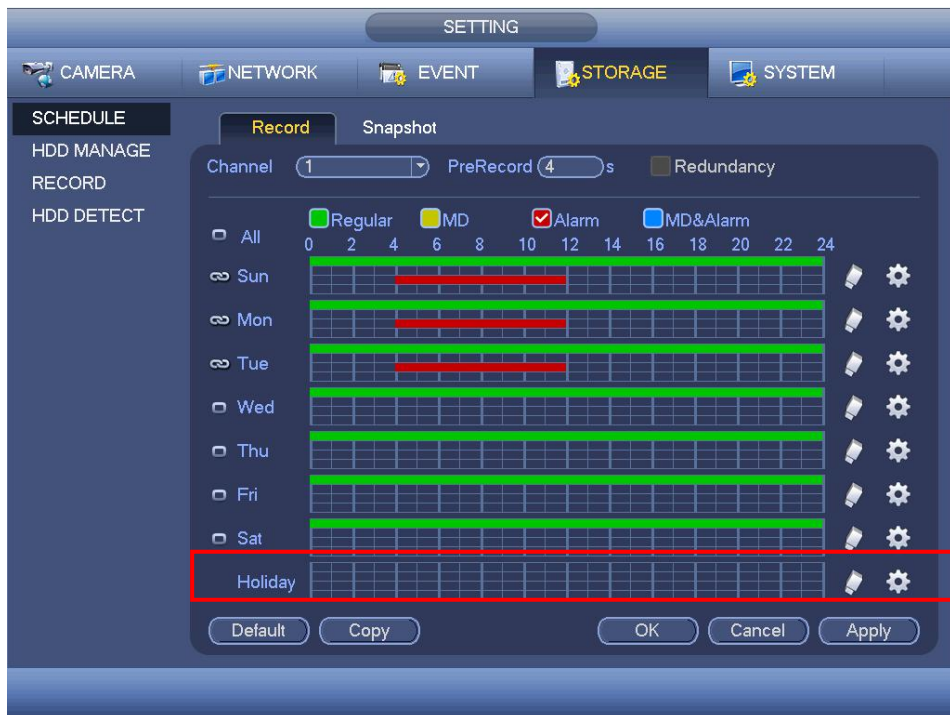 SETTING
CAMERA NETWORK EVENT STORAGE SYSTEM
SCHEDULE
HDD MANAGE
RECORD
HDD DETECT
Record Snapshot
Channel 1 PreRecord 4 s Redundancy
Regular MD Alarm MD&Alarm
All 0 2 4 6 8 10 12 14 16 18 20 22 24
Sun
Mon
Tue
Wed
Thu
Fri
Sat
Holiday
Default Copy OK Cancel Apply